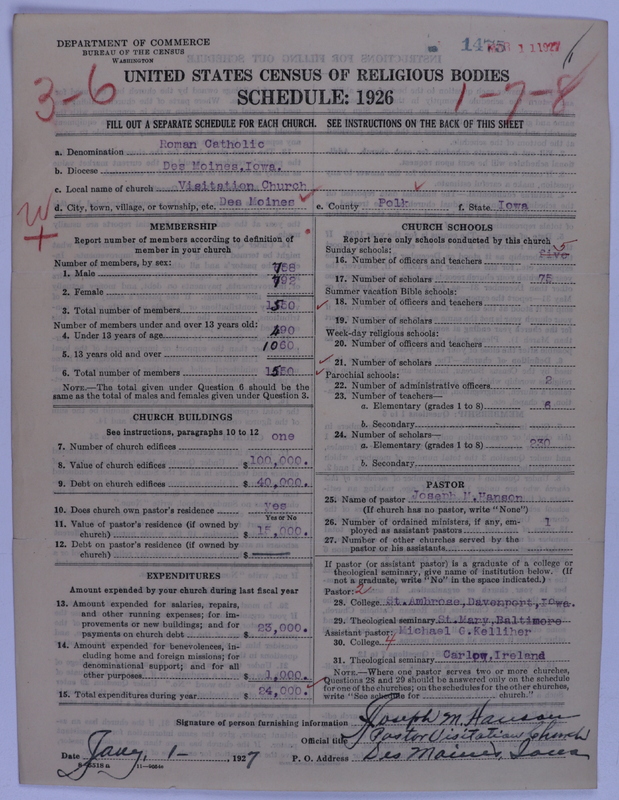 DEPARTMENT OF COMMERCE
BUREAU OF THE CENSUS
WASHINGTON
1475
11 1927
UNITED STATES CENSUS OF RELIGIOUS BODIES
3-6
SCHEDULE: 1926
1-7-8
FILL OUT A SEPARATE SCHEDULE FOR EACH CHURCH. SEE INSTRUCTIONS ON THE BACK OF THIS SHEET
a. Denomination Roman Catholic
b. Diocese Des Moines, Iowa.
c. Local name of church Visitation Church
d. City, town, village, or township, etc. Des Moines e. County Polk f. State Iowa
MEMBERSHIP
Report number of members according to definition of
member in your church
Number of members, by sex:
1. Male 758
2. Female 792
3. Total number of members 1550
Number of members under and over 13 years old:
4. Under 13 years of age 490
5. 13 years old and over 1060.
6. Total number of members 1550
NOTE.—The total given under Question 6 should be the
same as the total of males and females given under Question 3.
CHURCH BUILDINGS
See instructions, paragraphs 10 to 12
7. Number of church edifices one
8. Value of church edifices $100,000.
9. Debt on church edifices $40,000.
10. Does church own pastor's residence yes
Yes or No
11. Value of pastor's residence (if owned by
church) $ 15,000.
12. Debt on pastor's residence (if owned by
church) $
EXPENDITURES
Amount expended by your church during last fiscal year
13. Amount expended for salaries, repairs,
and other running expenses; for im-
provements or new buildings; and for
payments on church debt $ 23,000.
14. Amount expended for benevolences, in-
cluding home and foreign missions; for
denominational support; and for all
other purposes $ 1,000.
15. Total expenditures during year $ 24,000.
CHURCH SCHOOLS
Report here only schools conducted by this church
Sunday schools: 5
16. Number of officers and teachers five
17. Number of scholars 75
Summer vacation Bible schools:
18. Number of officers and teachers
19. Number of scholars
Week-day religious schools:
20. Number of officers and teachers
21. Number of scholars
Parochial schools:
22. Number of administrative officers 2
23. Number of teachers—
a. Elementary (grades 1 to 8) 6
b. Secondary
24. Number of scholars—
a. Elementary (grades 1 to 8) 230
b. Secondary
PASTOR
25. Name of pastor Joseph M. Hanson
(If church has no pastor, write "None")
26. Number of ordained ministers, if any, em-
ployed as assistant pastors 1
27. Number of other churches served by the
pastor or his assistants
If pastor (or assistant pastor) is a graduate of a college or
theological seminary, give name of institution below. (If
not a graduate, write "No" in the space indicated.)
Pastor: 2
28. College St. Ambrose, Davenport, Iowa.
29. Theological seminary St. Mary, Baltimore
Assistant pastor: Michael G. Kelliher
30. College 4
31. Theological seminary Carlow, Ireland
NOTE.—Where one pastor serves two or more churches,
Questions 28 and 29 should be answered only on the schedule
for one of the churches; on the schedules for the other churches,
write "See schedule for church."
Signature of person furnishing information Joseph M. Hanson
Official title Pastor Visitation Church
Date Jany, 1- , 1927 P. O. Address Des Moines, Iowa